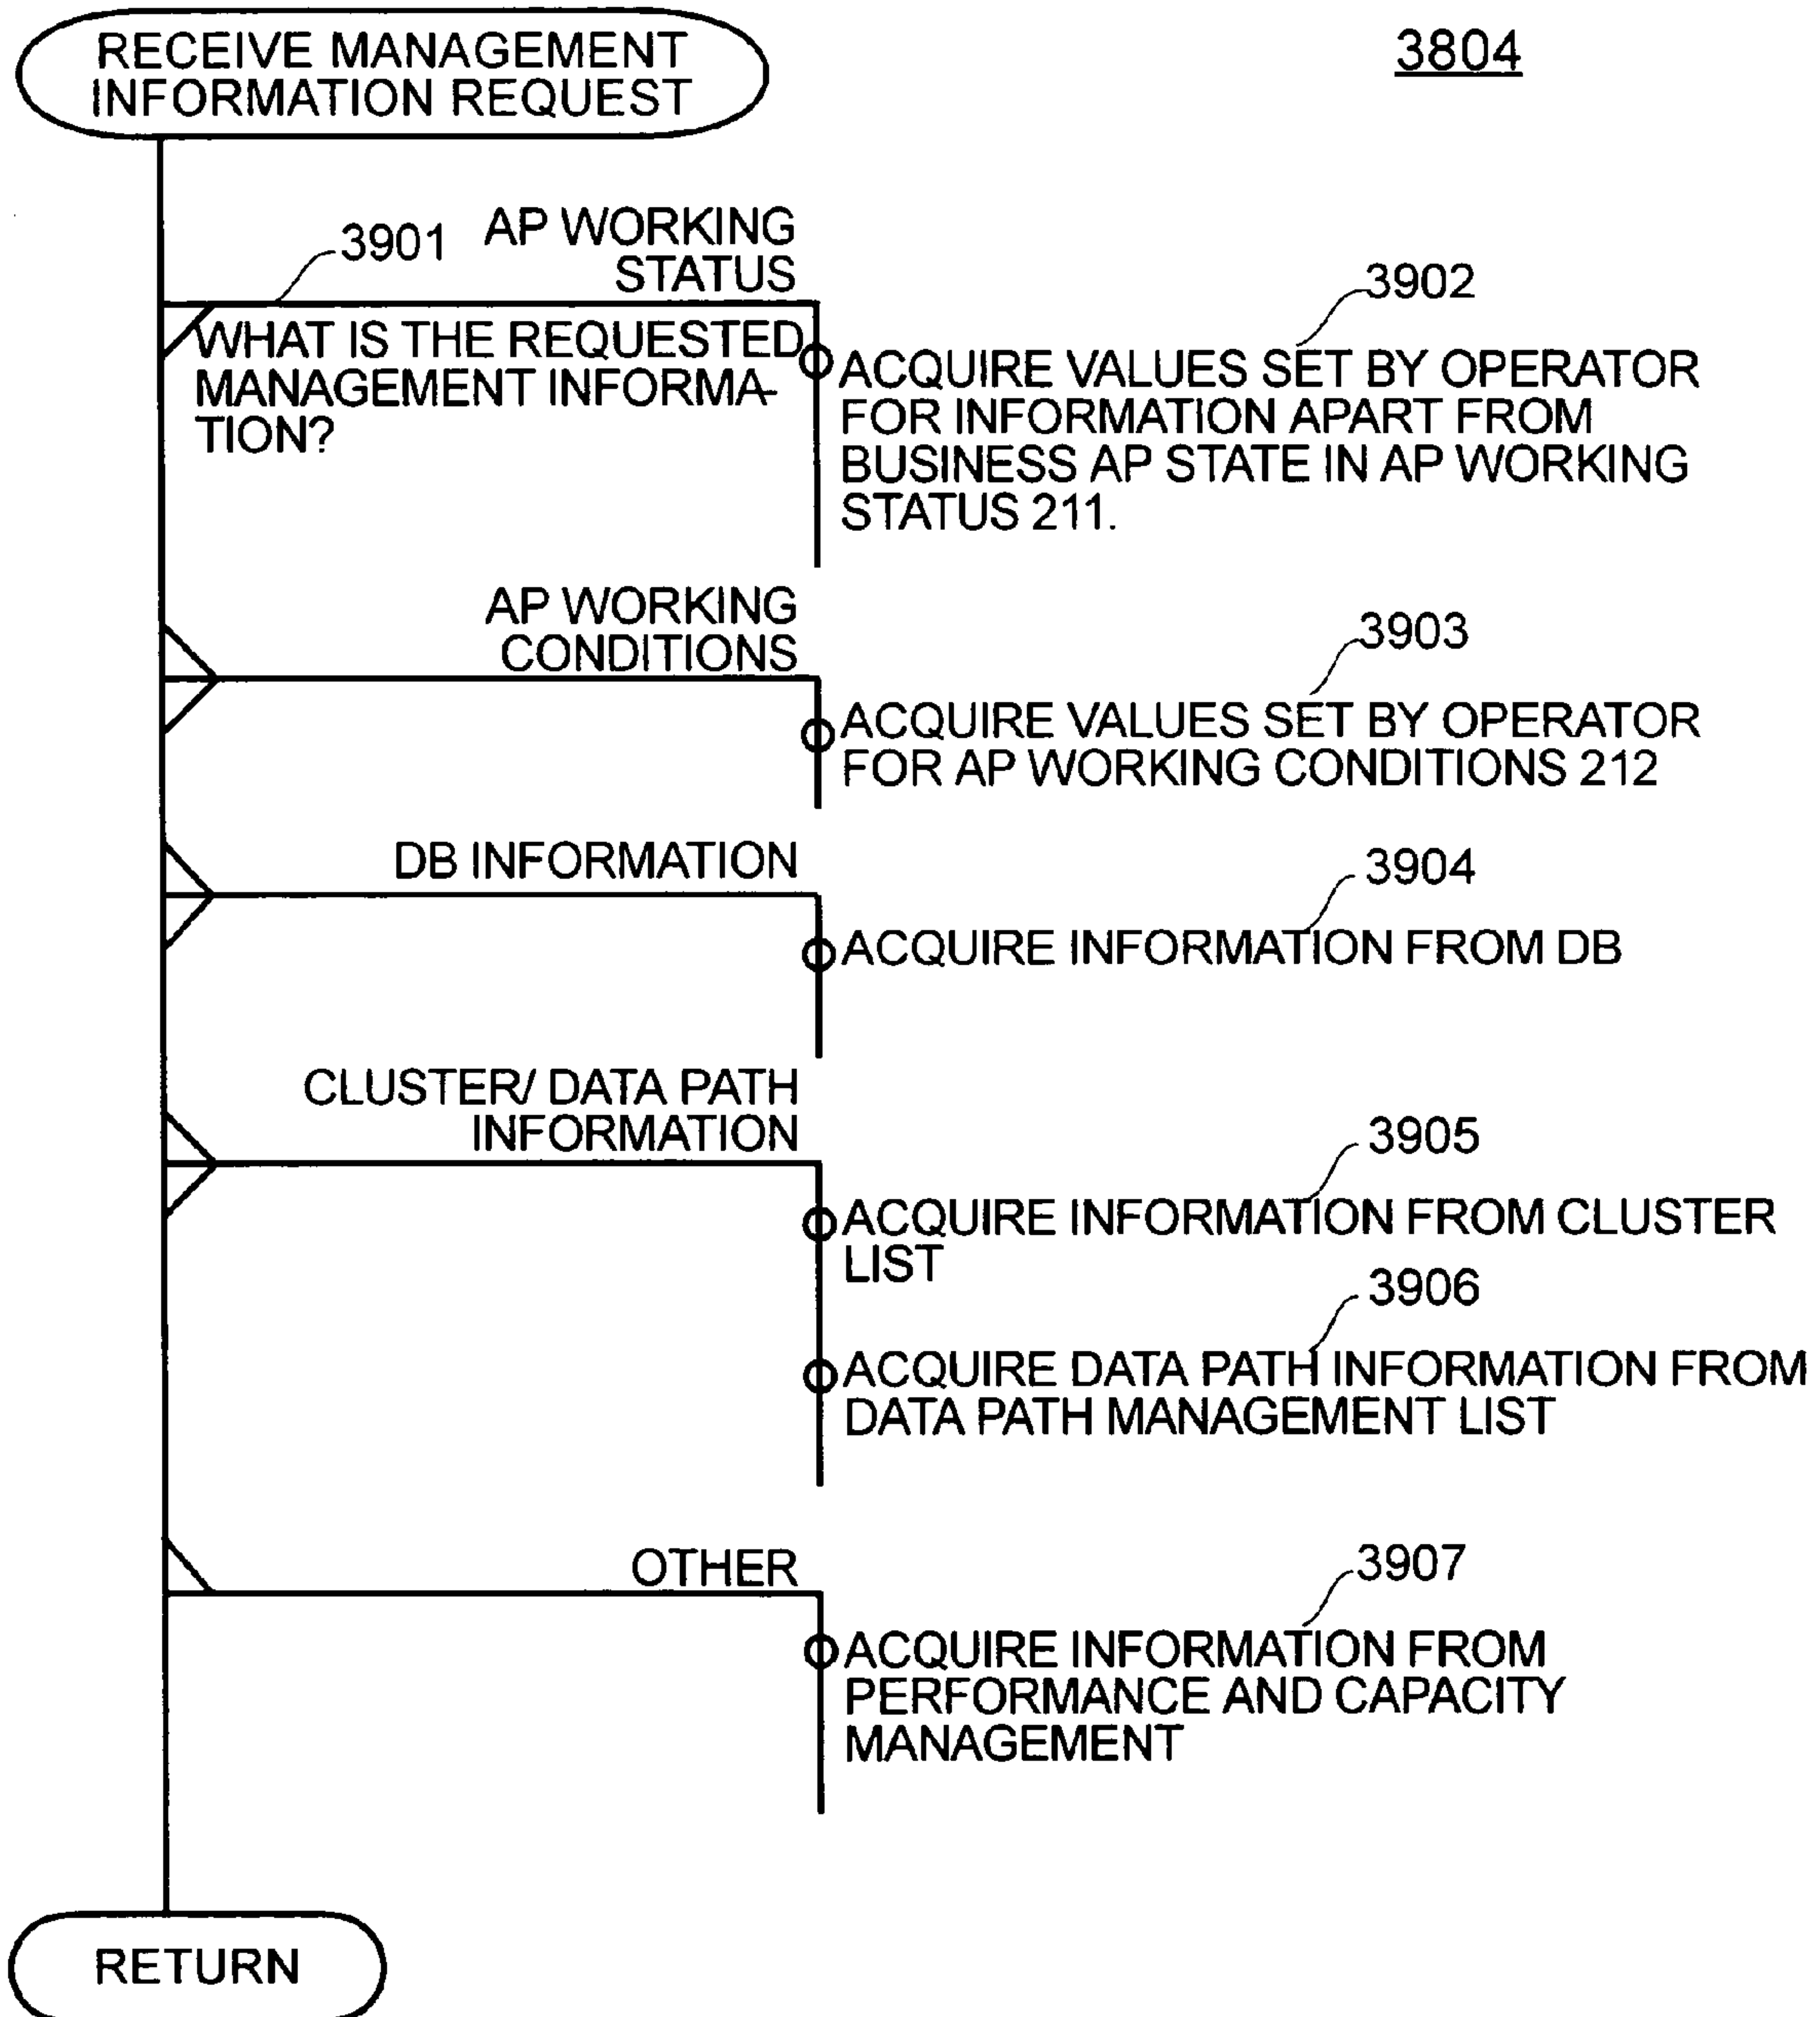 RECEIVE MANAGEMENT
INFORMATION REQUEST
3804
3901
AP WORKING
STATUS
WHAT IS THE REQUESTED
MANAGEMENT INFORMA-
TION?
3902
ACQUIRE VALUES SET BY OPERATOR
FOR INFORMATION APART FROM
BUSINESS AP STATE IN AP WORKING
STATUS 211.
AP WORKING
CONDITIONS
3903
ACQUIRE VALUES SET BY OPERATOR
FOR AP WORKING CONDITIONS 212
DB INFORMATION
3904
ACQUIRE INFORMATION FROM DB
CLUSTER/ DATA PATH
INFORMATION
3905
ACQUIRE INFORMATION FROM CLUSTER
LIST
3906
ACQUIRE DATA PATH INFORMATION FROM
DATA PATH MANAGEMENT LIST
OTHER
3907
ACQUIRE INFORMATION FROM
PERFORMANCE AND CAPACITY
MANAGEMENT
RETURN